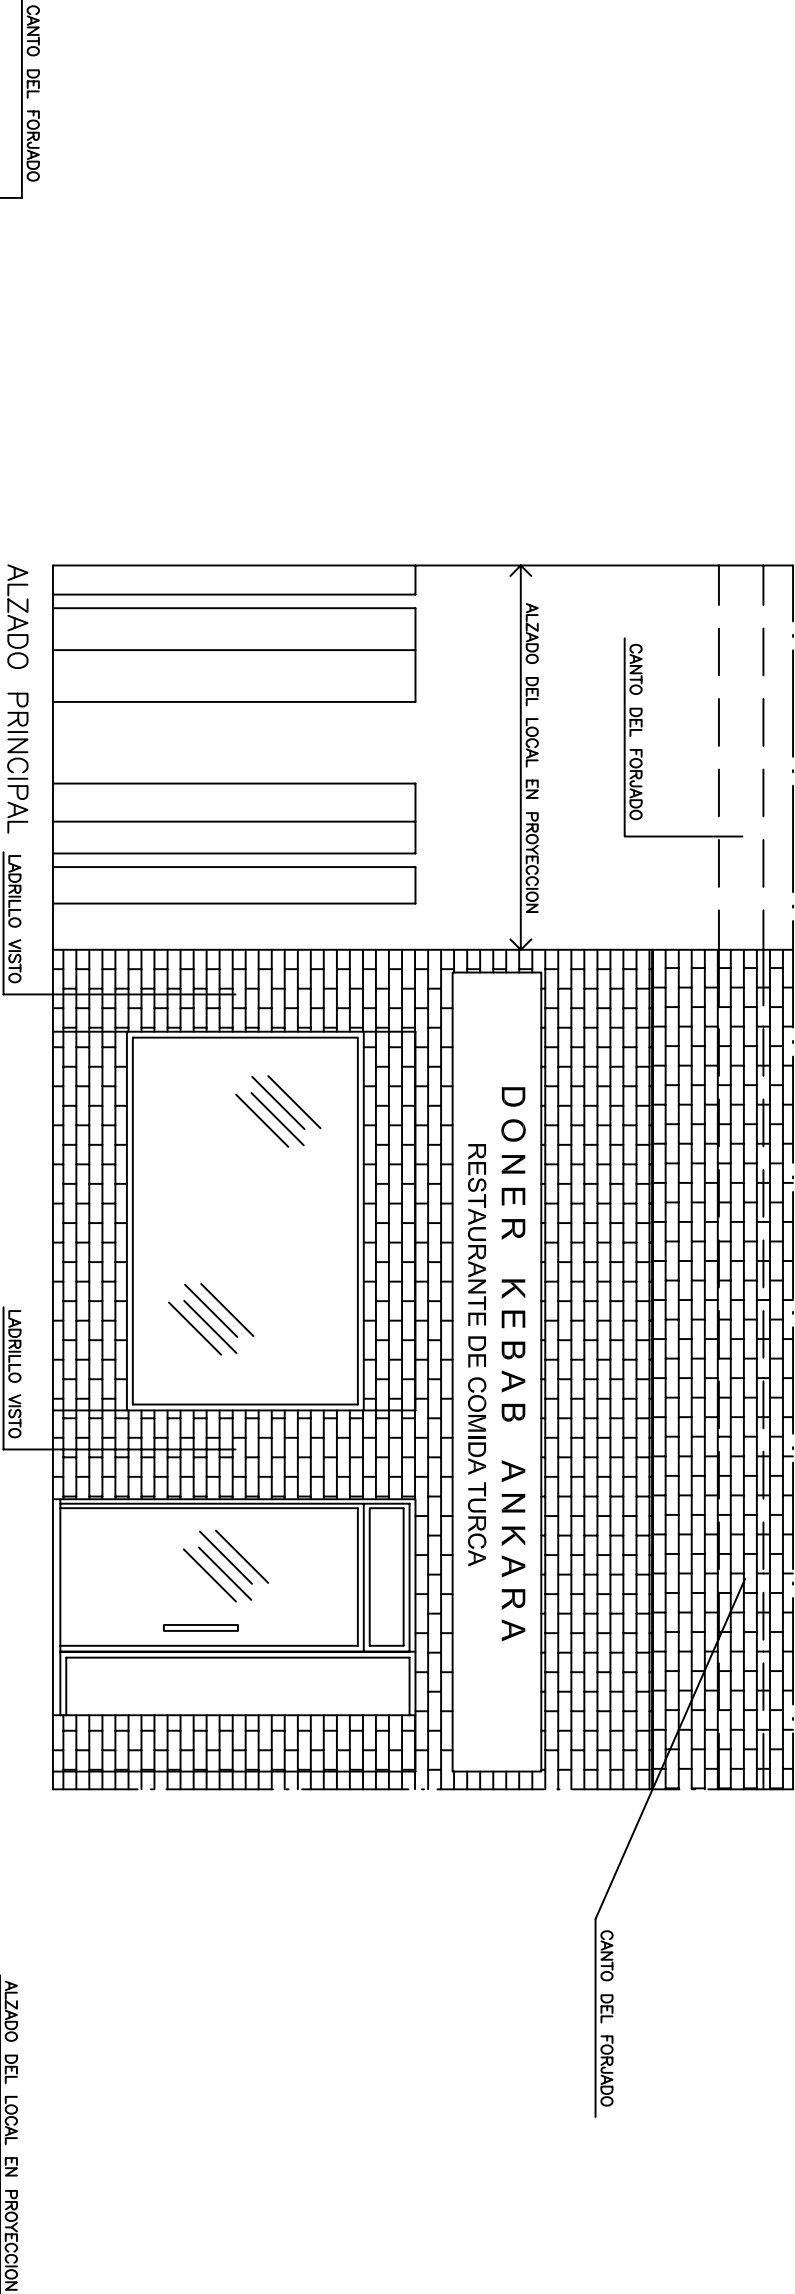 CANTO DEL FORJADO
CANTO DEL FORJADO
CANTO DEL FORJADO
ALZADO DEL LOCAL EN PROYECCION
DONER KEBAB ANKARA
RESTAURANTE DE COMIDA TURCA
ALZADO PRINCIPAL
LADRILLO VISTO
LADRILLO VISTO
ALZADO DEL LOCAL EN PROYECCION